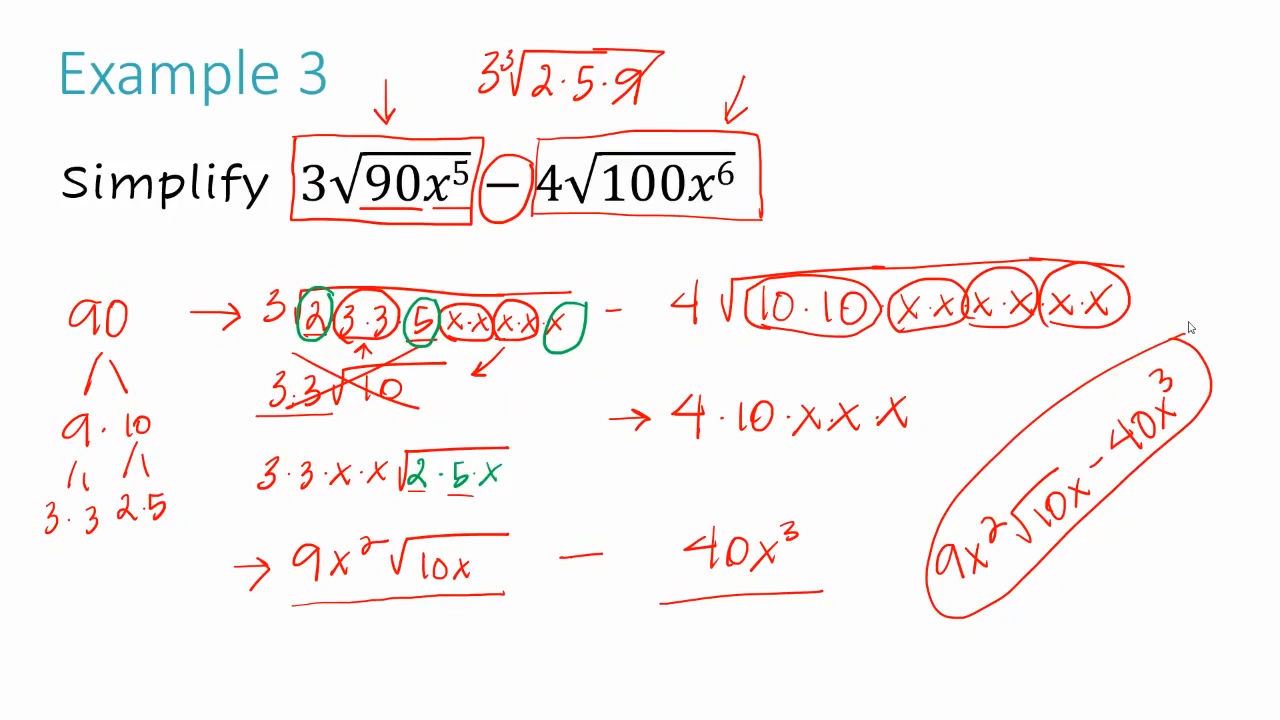 Example 3
3∛2·5·9
Simplify 3√90x⁵ − 4√100x⁶
90 → 3√2 3·3 5 x·x x·x·x − 4√10·10·x·x x·x·x·x
3·3√10
9·10
→ 4·10·x·x·x
3·3·x·x√2·5·x
3·3 2·5
→ 9x²√10x − 40x³
9x²√10x − 40x³